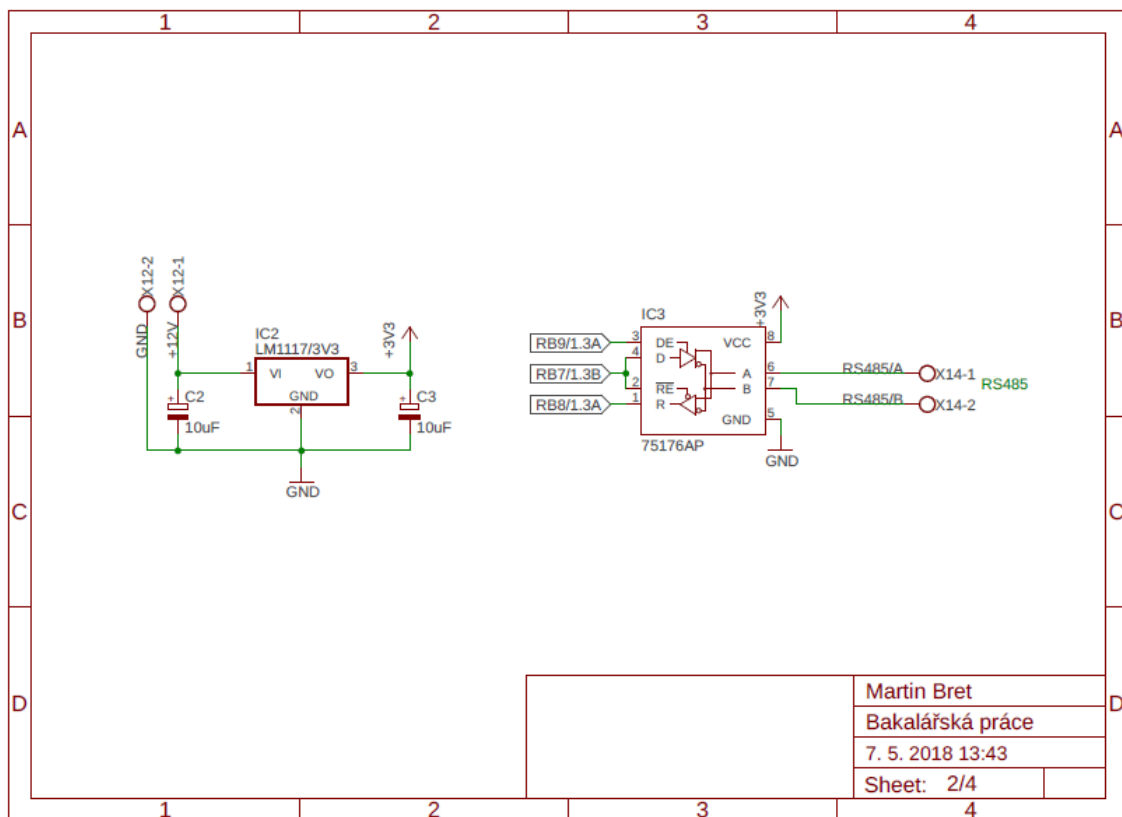 1 2 3 4
A A
X12-2
X12-1
GND
+12V
IC2
LM1117/3V3
1 VI VO 3
GND
2
+3V3
+ C2
10uF
+ C3
10uF
GND
IC3
+3V3
RB9/1.3A 3 DE VCC 8
4 D
RB7/1.3B A 6 RS485/A X14-1
2 RE B 7 RS485/B X14-2
RS485
RB8/1.3A 1 R
GND 5
75176AP
GND
B B
C C
D D
Martin Bret
Bakalářská práce
7. 5. 2018 13:43
Sheet: 2/4
1 2 3 4